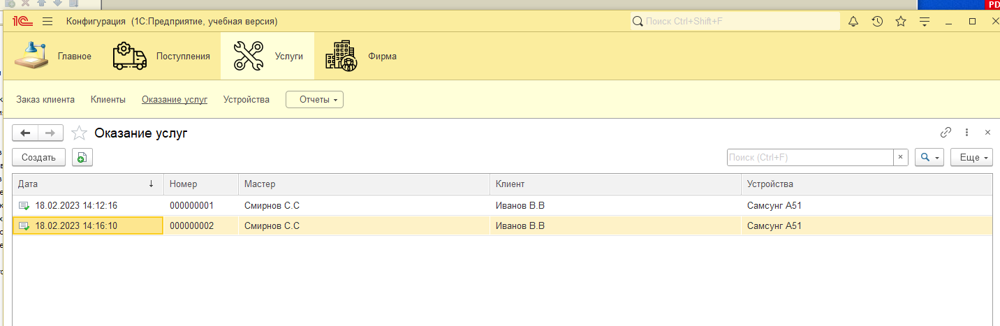 PD
1С Конфигурация (1С:Предприятие, учебная версия) Поиск Ctrl+Shift+F
Главное Поступления Услуги Фирма
Заказ клиента Клиенты Оказание услуг Устройства Отчеты
Оказание услуг
Создать Поиск (Ctrl+F) × Еще
Дата Номер Мастер Клиент Устройства
18.02.2023 14:12:16 000000001 Смирнов С.С Иванов В.В Самсунг А51
18.02.2023 14:16:10 000000002 Смирнов С.С Иванов В.В Самсунг А51